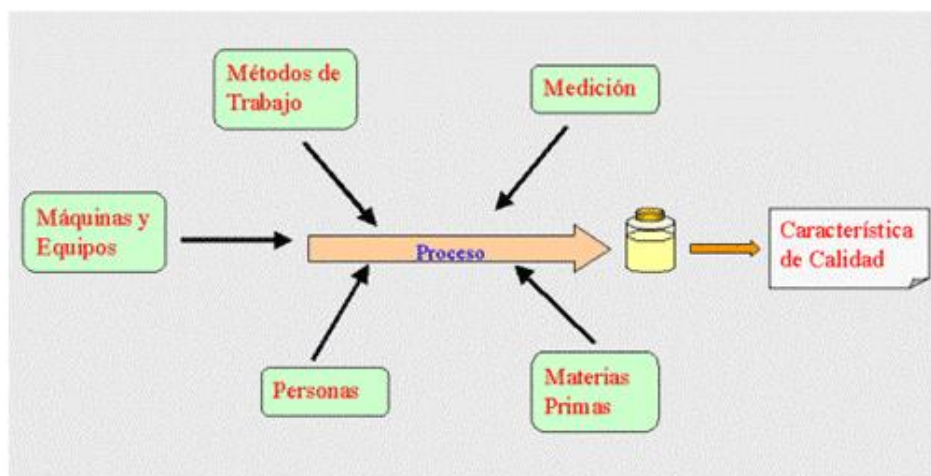 Métodos de
Trabajo
Medición
Máquinas y
Equipos
Proceso
Característica
de Calidad
Personas
Materias
Primas